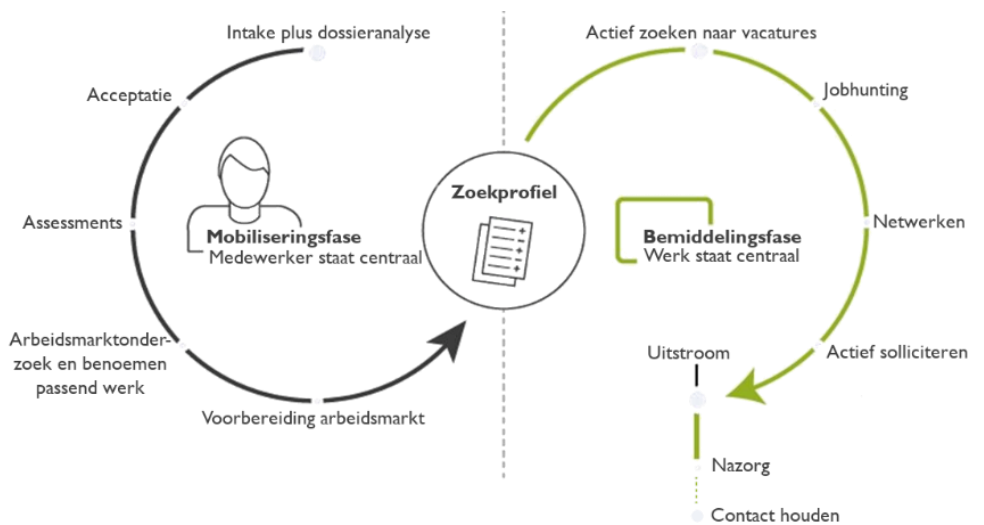 Intake plus dossieranalyse
Acceptatie
Assessments
Mobiliseringsfase
Medewerker staat centraal
Arbeidsmarktonder-
zoek en benoemen
passend werk
Voorbereiding arbeidsmarkt
Zoekprofiel
Actief zoeken naar vacatures
Jobhunting
Netwerken
Bemiddelingsfase
Werk staat centraal
Actief solliciteren
Uitstroom
Nazorg
Contact houden